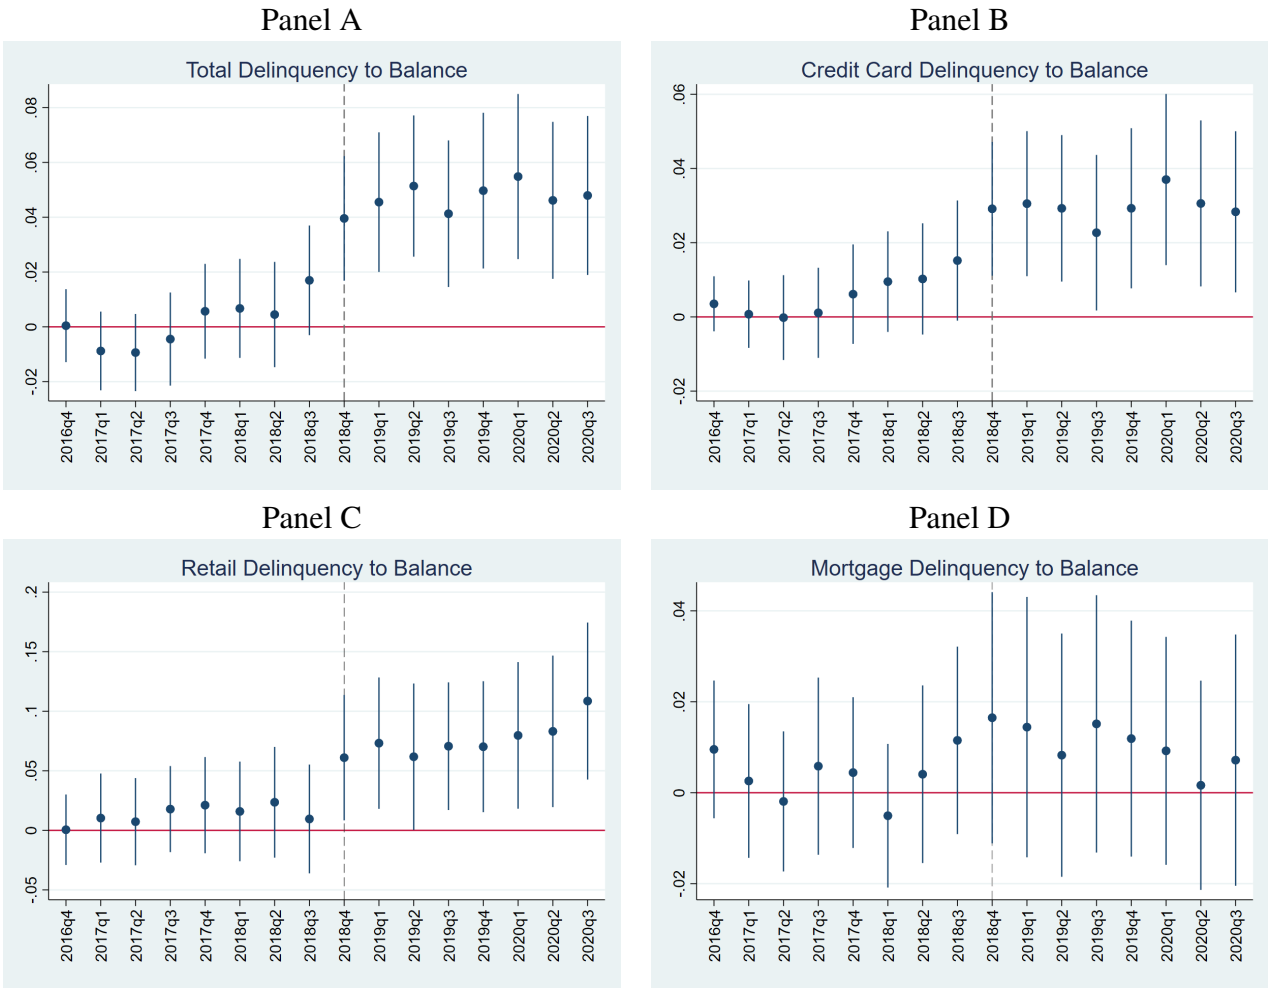 Panel A
Total Delinquency to Balance
.08
.06
.04
.02
0
-.02
2016q4 2017q1 2017q2 2017q3 2017q4 2018q1 2018q2 2018q3 2018q4 2019q1 2019q2 2019q3 2019q4 2020q1 2020q2 2020q3
Panel B
Credit Card Delinquency to Balance
.06
.04
.02
0
-.02
2016q4 2017q1 2017q2 2017q3 2017q4 2018q1 2018q2 2018q3 2018q4 2019q1 2019q2 2019q3 2019q4 2020q1 2020q2 2020q3
Panel C
Retail Delinquency to Balance
.2
.15
.1
.05
0
-.05
2016q4 2017q1 2017q2 2017q3 2017q4 2018q1 2018q2 2018q3 2018q4 2019q1 2019q2 2019q3 2019q4 2020q1 2020q2 2020q3
Panel D
Mortgage Delinquency to Balance
.04
.02
0
-.02
2016q4 2017q1 2017q2 2017q3 2017q4 2018q1 2018q2 2018q3 2018q4 2019q1 2019q2 2019q3 2019q4 2020q1 2020q2 2020q3